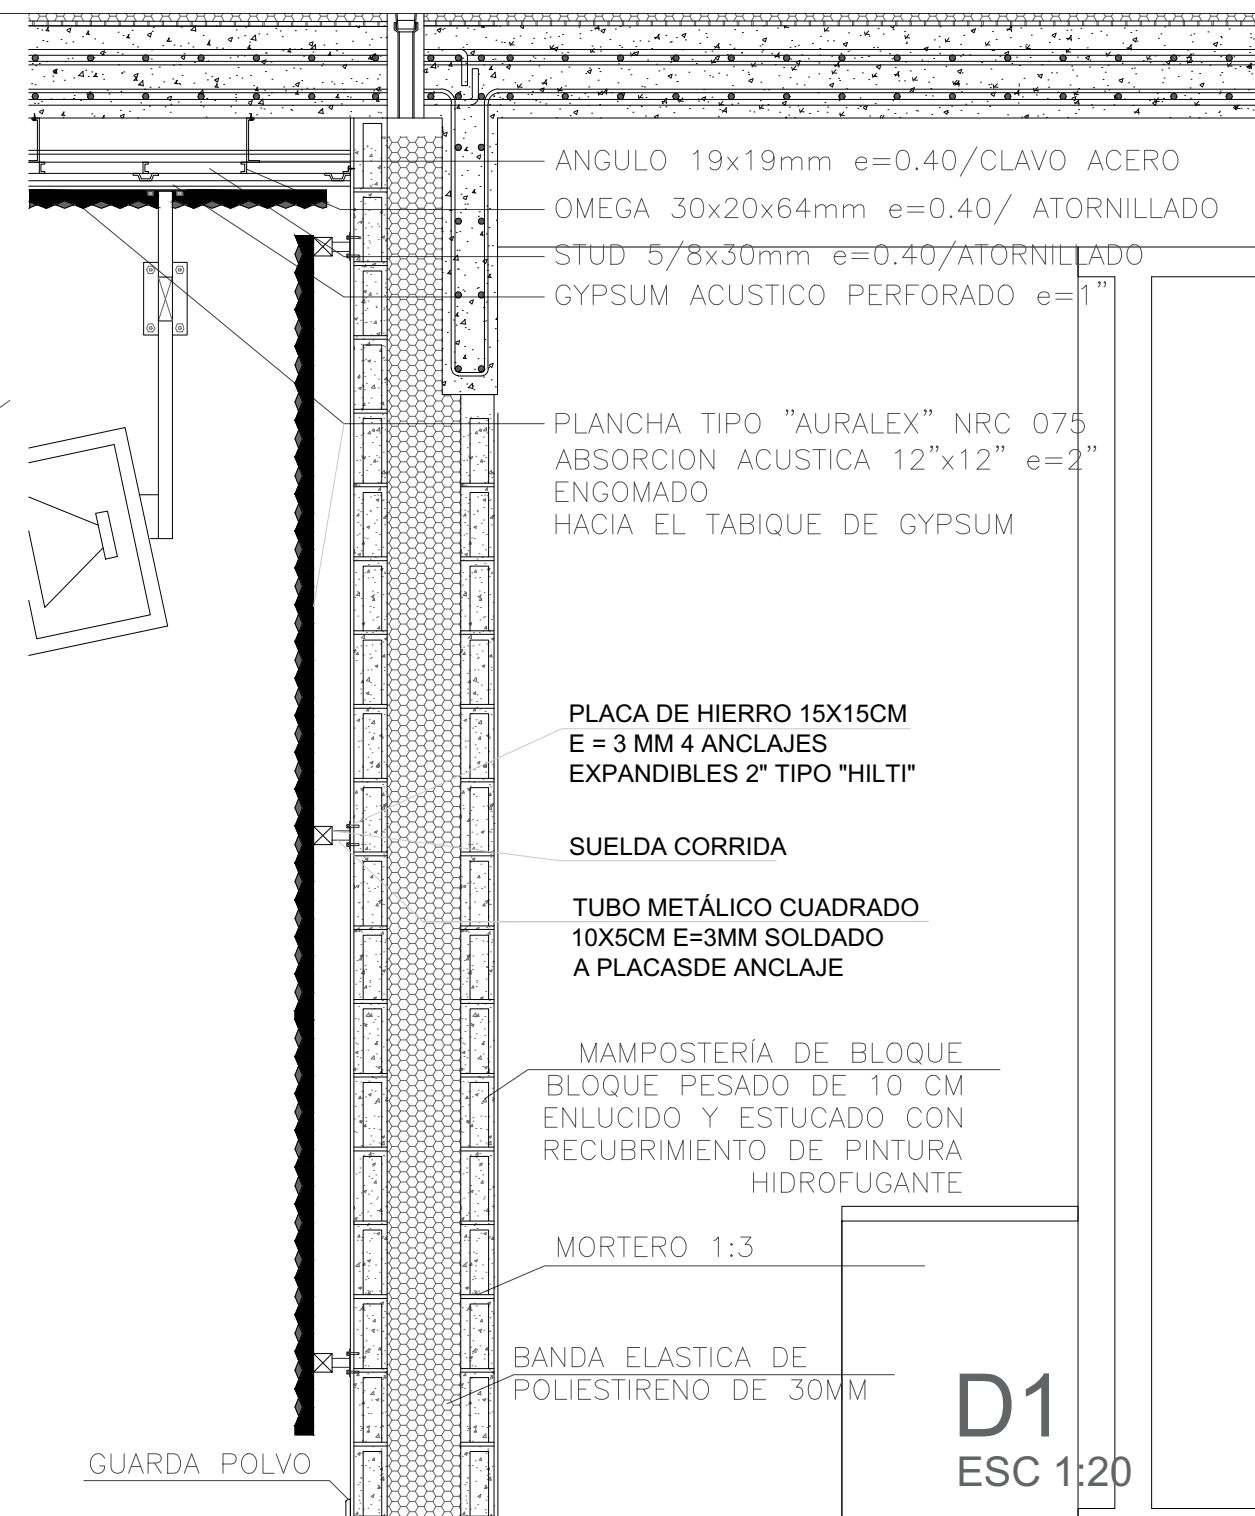 ANGULO 19x19mm e=0.40/CLAVO ACERO
OMEGA 30x20x64mm e=0.40/ ATORNILLADO
STUD 5/8x30mm e=0.40/ATORNILLADO
GYPSUM ACUSTICO PERFORADO e=1”
PLANCHA TIPO "AURALEX" NRC 075
ABSORCION ACUSTICA 12”x12” e=2”
ENGOMADO
HACIA EL TABIQUE DE GYPSUM
PLACA DE HIERRO 15X15CM
E = 3 MM 4 ANCLAJES
EXPANDIBLES 2" TIPO "HILTI"
SUELDA CORRIDA
TUBO METÁLICO CUADRADO
10X5CM E=3MM SOLDADO
A PLACASDE ANCLAJE
MAMPOSTERÍA DE BLOQUE
BLOQUE PESADO DE 10 CM
ENLUCIDO Y ESTUCADO CON
RECUBRIMIENTO DE PINTURA
HIDROFUGANTE
MORTERO 1:3
BANDA ELASTICA DE
POLIESTIRENO DE 30MM
GUARDA POLVO
D1
ESC 1:20